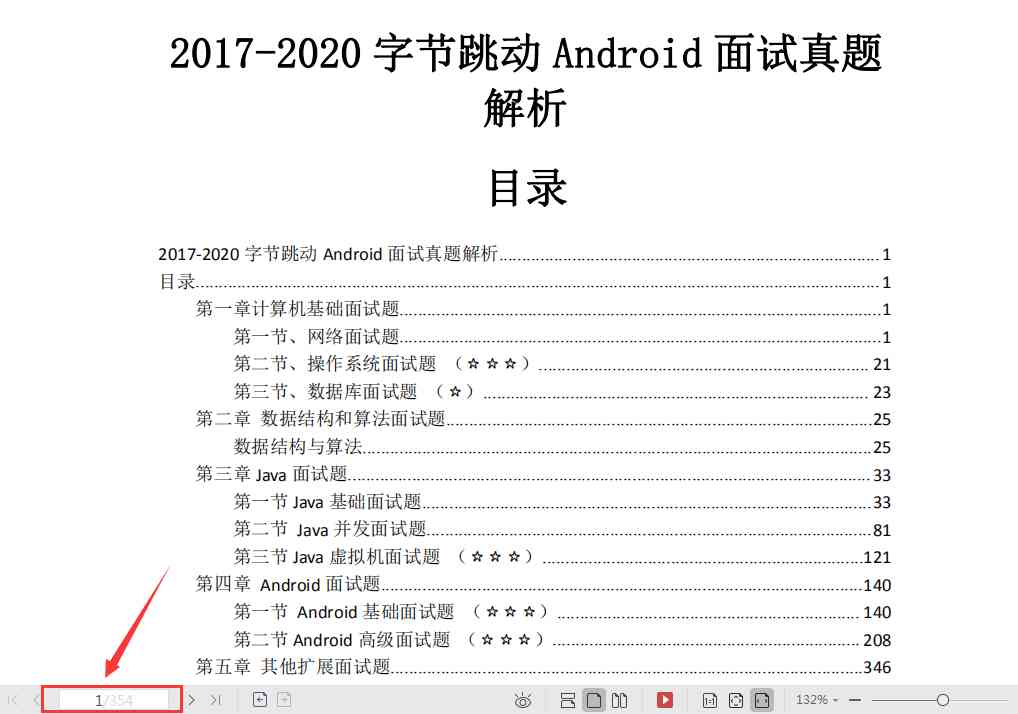 2017-2020 字节跳动 Android 面试真题
解析
目录
2017-2020 字节跳动 Android 面试真题解析........................................1
目录........................................1
第一章计算机基础面试题........................................1
第一节、网络面试题........................................1
第二节、操作系统面试题 （☆☆☆）........................................21
第三节、数据库面试题 （☆）........................................23
第二章 数据结构和算法面试题........................................25
数据结构与算法........................................25
第三章 Java 面试题........................................33
第一节 Java 基础面试题........................................33
第二节 Java 并发面试题........................................81
第三节 Java 虚拟机面试题 （☆☆☆）........................................121
第四章 Android 面试题........................................140
第一节 Android 基础面试题 （☆☆☆）........................................140
第二节 Android 高级面试题 （☆☆☆）........................................208
第五章 其他扩展面试题........................................346
1/354 1:1 132%